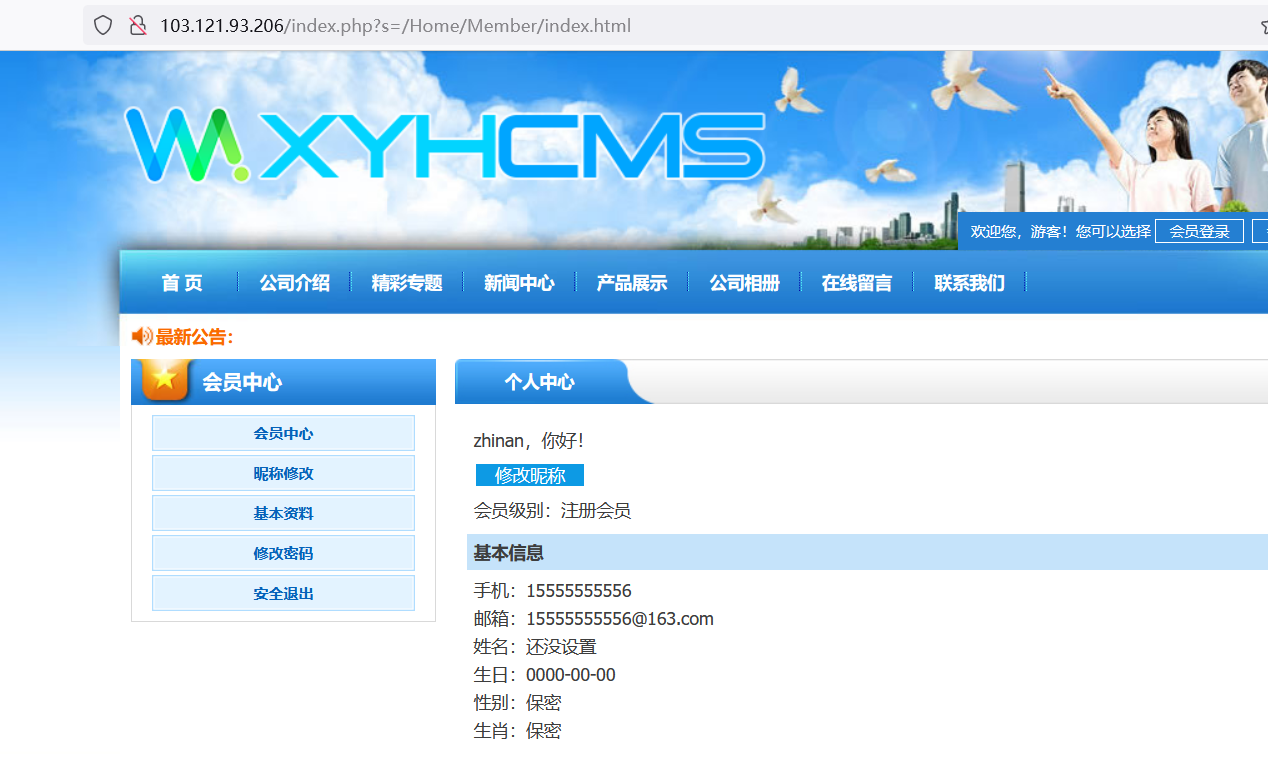 103.121.93.206/index.php?s=/Home/Member/index.html
XYHCMS
欢迎您，游客！您可以选择 会员登录
首 页 公司介绍 精彩专题 新闻中心 产品展示 公司相册 在线留言 联系我们
最新公告：
会员中心
会员中心
昵称修改
基本资料
修改密码
安全退出
个人中心
zhinan，你好！
修改昵称
会员级别：注册会员
基本信息
手机：15555555556
邮箱：15555555556@163.com
姓名：还没设置
生日：0000-00-00
性别：保密
生肖：保密